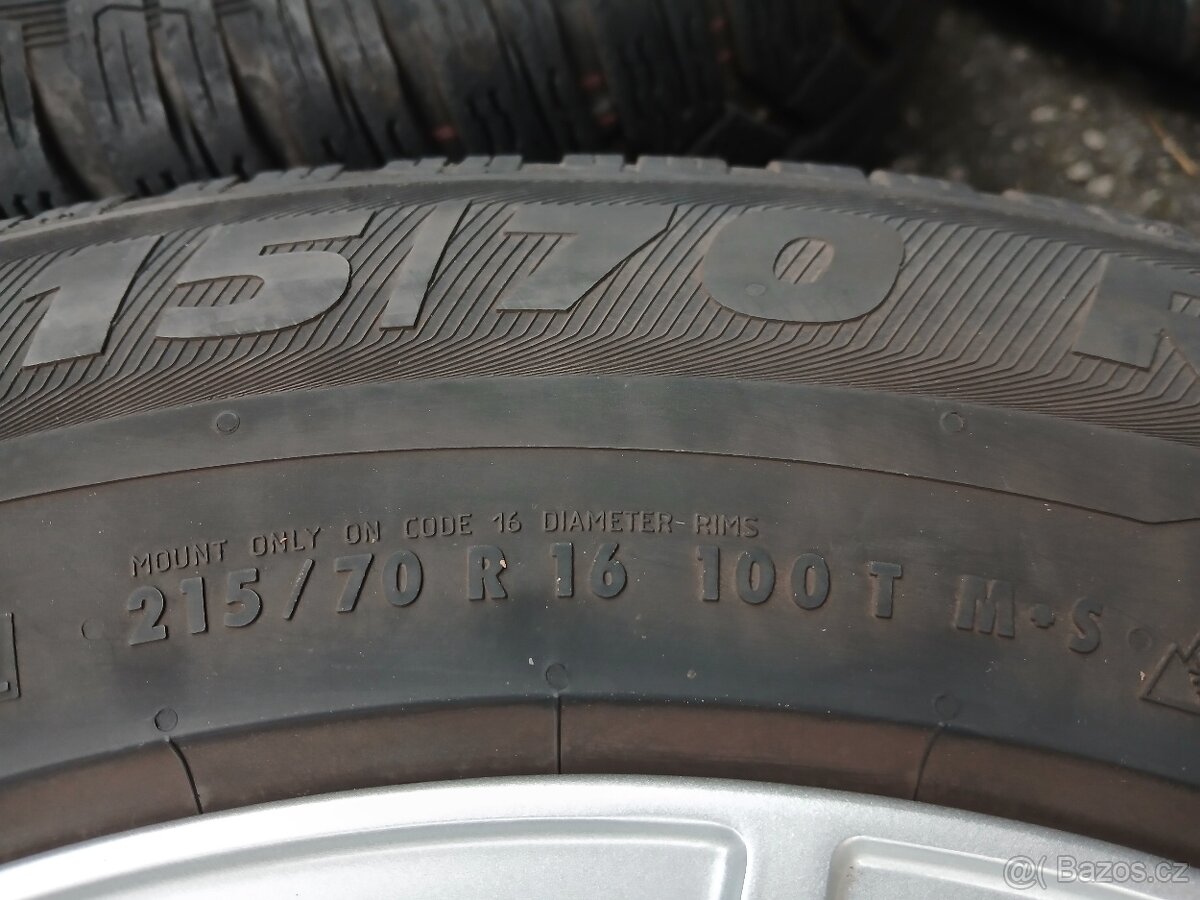 15/70 R
MOUNT ONLY ON CODE 16 DIAMETER-RIMS
215/70 R 16 100 T M+S
Bazos.cz